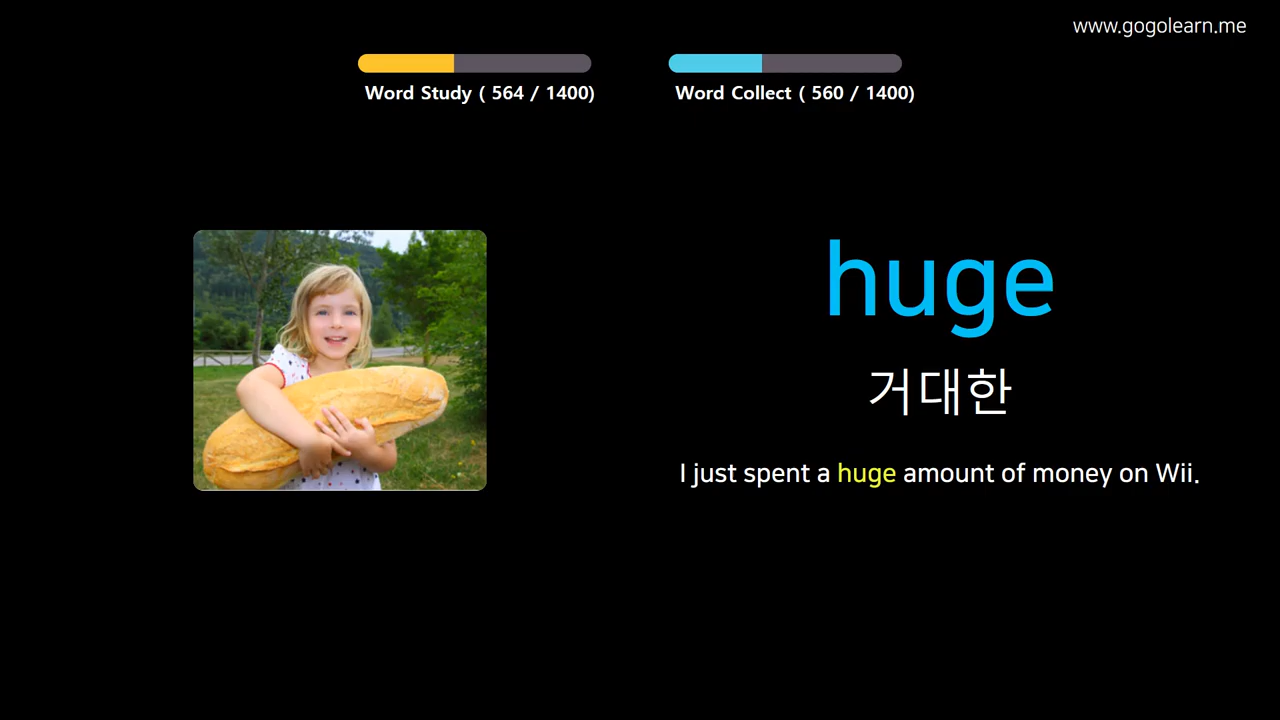 www.gogolearn.me
Word Study ( 564 / 1400)
Word Collect ( 560 / 1400)
huge
거대한
I just spent a huge amount of money on Wii.